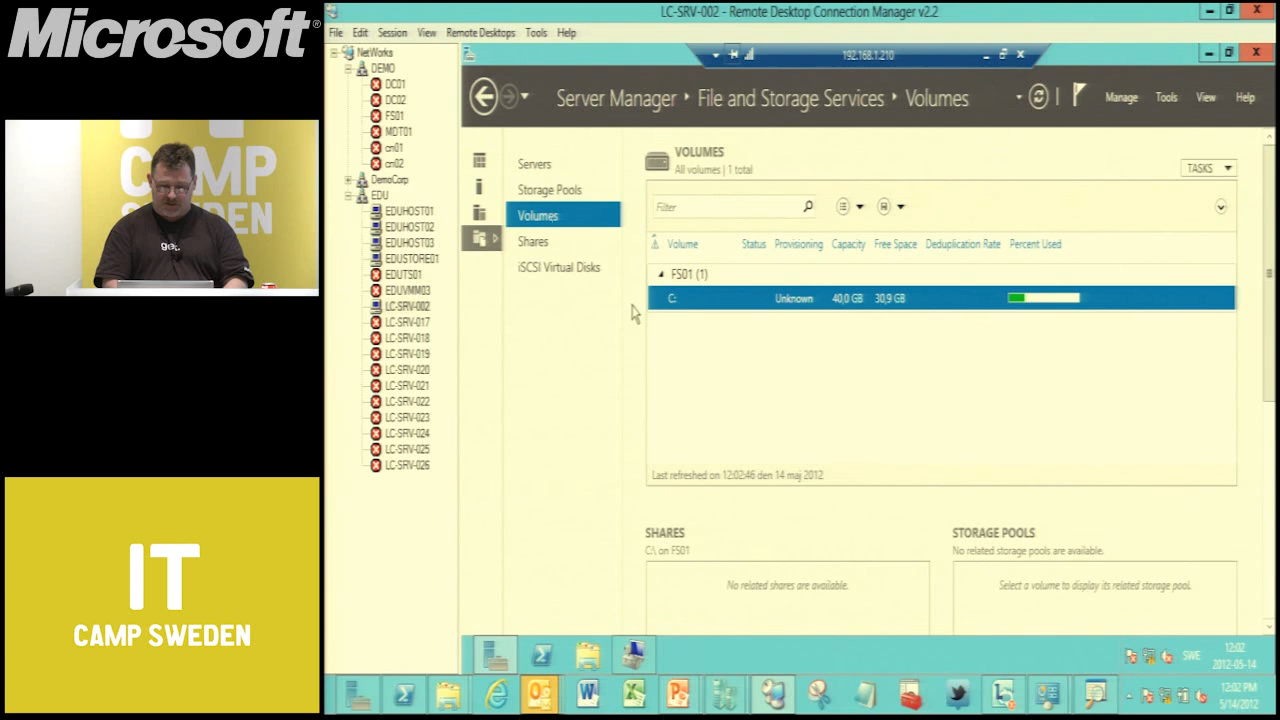 Microsoft®
CAMP
SWEDEN
get
IT
CAMP SWEDEN
LC-SRV-002 - Remote Desktop Connection Manager v2.2
File Edit Session View Remote Desktops Tools Help
NetWorks
DEMO
DC01
DC02
FS01
MDT01
cn01
cn02
DemoCorp
EDU
EDUHOST01
EDUHOST02
EDUHOST03
EDUSTORE01
EDUTS01
EDUVMM03
LC-SRV-002
LC-SRV-017
LC-SRV-018
LC-SRV-019
LC-SRV-020
LC-SRV-021
LC-SRV-022
LC-SRV-023
LC-SRV-024
LC-SRV-025
LC-SRV-026
192.168.1.210
Server Manager File and Storage Services Volumes
Manage Tools View Help
Servers
Storage Pools
Volumes
Shares
iSCSI Virtual Disks
VOLUMES
All volumes | 1 total
TASKS
Filter
Volume Status Provisioning Capacity Free Space Deduplication Rate Percent Used
FS01 (1)
C: Unknown 40,0 GB 30,9 GB
Last refreshed on 12:02:46 den 14 maj 2012
SHARES
C:\ on FS01
No related shares are available.
STORAGE POOLS
No related storage pools are available.
Select a volume to display its related storage pool.
SWE
12:02
2012-05-14
12:02 PM
5/14/2012